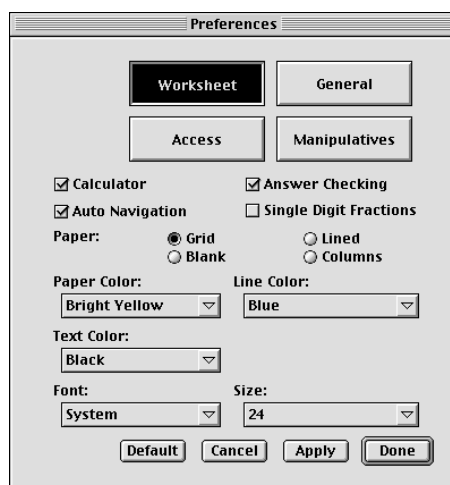 Preferences
Worksheet General
Access Manipulatives
Calculator Answer Checking
Auto Navigation Single Digit Fractions
Paper: Grid Lined
Blank Columns
Paper Color: Line Color:
Bright Yellow Blue
Text Color:
Black
Font: Size:
System 24
Default Cancel Apply Done